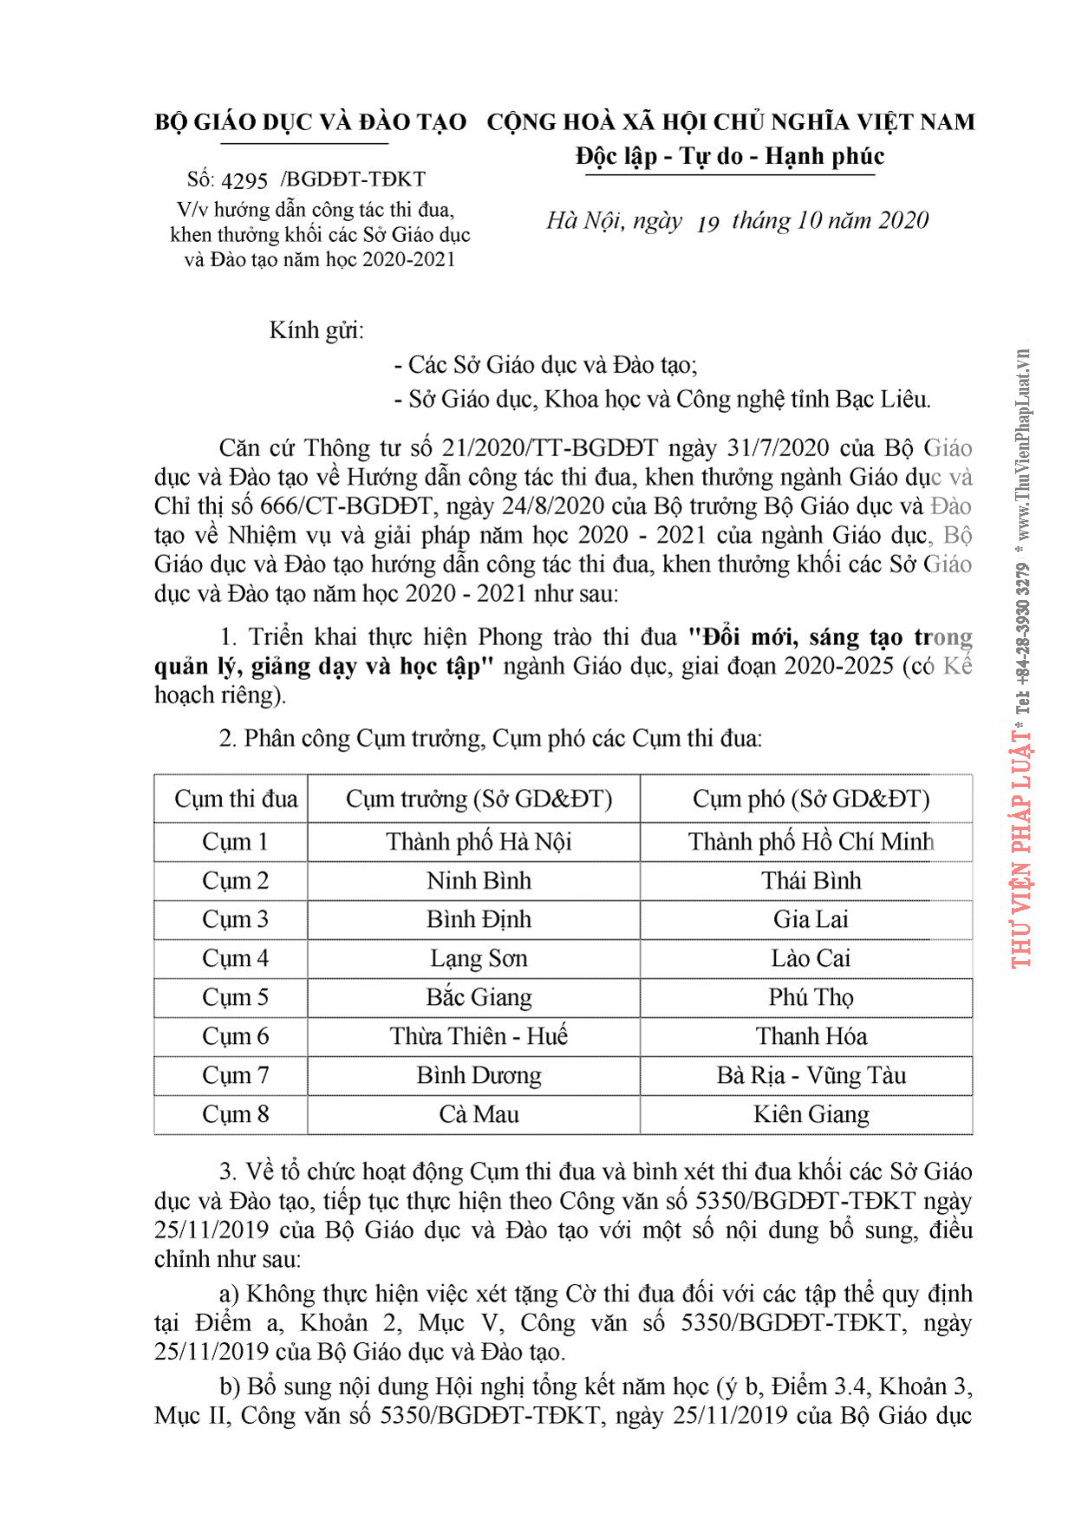 BỘ GIÁO DỤC VÀ ĐÀO TẠO
CỘNG HOÀ XÃ HỘI CHỦ NGHĨA VIỆT NAM
Độc lập - Tự do - Hạnh phúc
Số: 4295 /BGDĐT-TĐKT
V/v hướng dẫn công tác thi đua,
khen thưởng khối các Sở Giáo dục
và Đào tạo năm học 2020-2021
Hà Nội, ngày 19 tháng 10 năm 2020
Kính gửi:
- Các Sở Giáo dục và Đào tạo;
- Sở Giáo dục, Khoa học và Công nghệ tỉnh Bạc Liêu.
Căn cứ Thông tư số 21/2020/TT-BGDĐT ngày 31/7/2020 của Bộ Giáo
dục và Đào tạo về Hướng dẫn công tác thi đua, khen thưởng ngành Giáo dục và
Chỉ thị số 666/CT-BGDĐT, ngày 24/8/2020 của Bộ trưởng Bộ Giáo dục và Đào
tạo về Nhiệm vụ và giải pháp năm học 2020 - 2021 của ngành Giáo dục, Bộ
Giáo dục và Đào tạo hướng dẫn công tác thi đua, khen thưởng khối các Sở Giáo
dục và Đào tạo năm học 2020 - 2021 như sau:
1. Triển khai thực hiện Phong trào thi đua "Đổi mới, sáng tạo trong
quản lý, giảng dạy và học tập" ngành Giáo dục, giai đoạn 2020-2025 (có Kế
hoạch riêng).
2. Phân công Cụm trưởng, Cụm phó các Cụm thi đua:
Cụm thi đua Cụm trưởng (Sở GD&ĐT) Cụm phó (Sở GD&ĐT)
Cụm 1 Thành phố Hà Nội Thành phố Hồ Chí Minh
Cụm 2 Ninh Bình Thái Bình
Cụm 3 Bình Định Gia Lai
Cụm 4 Lạng Sơn Lào Cai
Cụm 5 Bắc Giang Phú Thọ
Cụm 6 Thừa Thiên - Huế Thanh Hóa
Cụm 7 Bình Dương Bà Rịa - Vũng Tàu
Cụm 8 Cà Mau Kiên Giang
3. Về tổ chức hoạt động Cụm thi đua và bình xét thi đua khối các Sở Giáo
dục và Đào tạo, tiếp tục thực hiện theo Công văn số 5350/BGDĐT-TĐKT ngày
25/11/2019 của Bộ Giáo dục và Đào tạo với một số nội dung bổ sung, điều
chỉnh như sau:
a) Không thực hiện việc xét tặng Cờ thi đua đối với các tập thể quy định
tại Điểm a, Khoản 2, Mục V, Công văn số 5350/BGDĐT-TĐKT, ngày
25/11/2019 của Bộ Giáo dục và Đào tạo.
b) Bổ sung nội dung Hội nghị tổng kết năm học (ý b, Điểm 3.4, Khoản 3,
Mục II, Công văn số 5350/BGDĐT-TĐKT, ngày 25/11/2019 của Bộ Giáo dục
THƯ VIỆN PHÁP LUẬT * Tel: +84-28-3930 3279 * www.ThuVienPhapLuat.vn